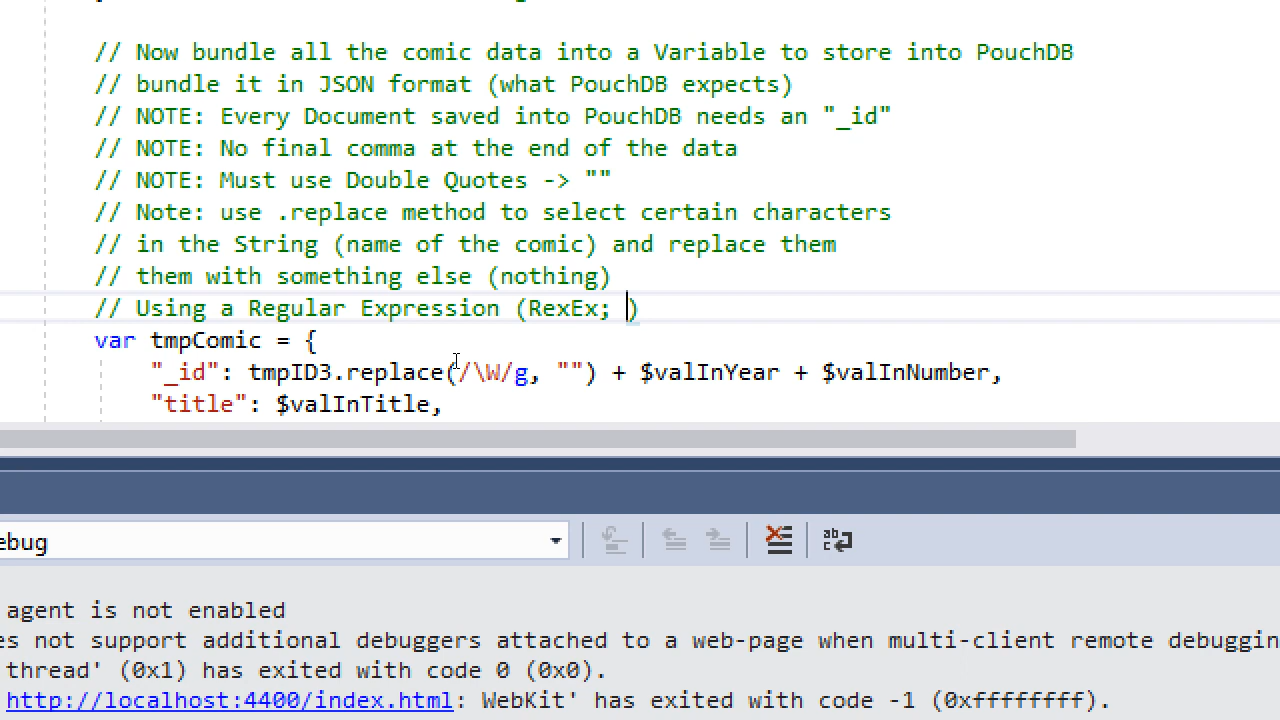 // Now bundle all the comic data into a Variable to store into PouchDB
// bundle it in JSON format (what PouchDB expects)
// NOTE: Every Document saved into PouchDB needs an "_id"
// NOTE: No final comma at the end of the data
// NOTE: Must use Double Quotes -> ""
// Note: use .replace method to select certain characters
// in the String (name of the comic) and replace them
// them with something else (nothing)
// Using a Regular Expression (RexEx; )
var tmpComic = {
"_id": tmpID3.replace(/\W/g, "") + $valInYear + $valInNumber,
"title": $valInTitle,
ebug
agent is not enabled
es not support additional debuggers attached to a web-page when multi-client remote debuggin
thread' (0x1) has exited with code 0 (0x0).
http://localhost:4400/index.html: WebKit' has exited with code -1 (0xffffffff).